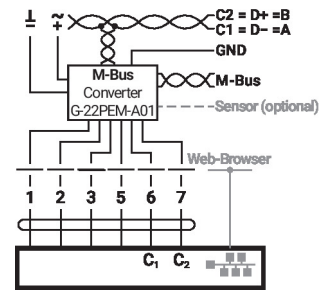 ⊥ ~ C2 = D+ =B
– + C1 = D– =A
GND
M-Bus
Converter
G-22PEM-A01
M-Bus
Sensor (optional)
Web-Browser
1 2 3 5 6 7
C1 C2